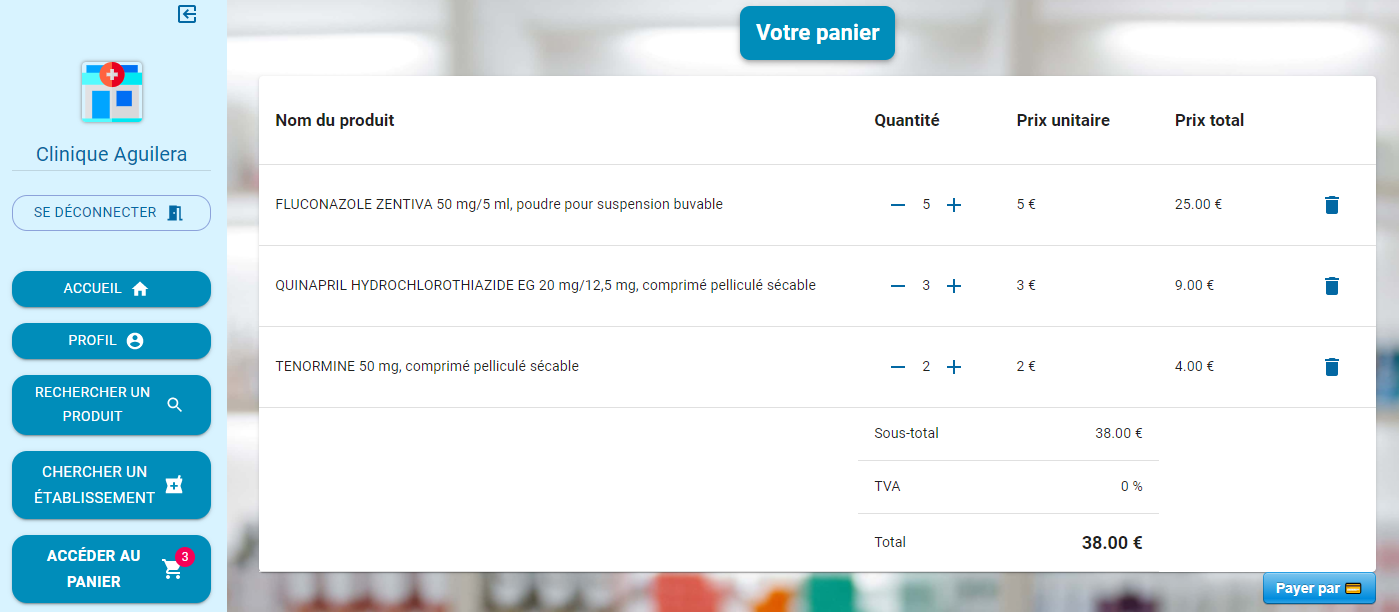 Clinique Aguilera
SE DÉCONNECTER
ACCUEIL
PROFIL
RECHERCHER UN
PRODUIT
CHERCHER UN
ÉTABLISSEMENT
ACCÉDER AU
PANIER
3
Votre panier
Nom du produit Quantité Prix unitaire Prix total
FLUCONAZOLE ZENTIVA 50 mg/5 ml, poudre pour suspension buvable − 5 + 5 € 25.00 €
QUINAPRIL HYDROCHLOROTHIAZIDE EG 20 mg/12,5 mg, comprimé pelliculé sécable − 3 + 3 € 9.00 €
TENORMINE 50 mg, comprimé pelliculé sécable − 2 + 2 € 4.00 €
Sous-total 38.00 €
TVA 0 %
Total 38.00 €
Payer par